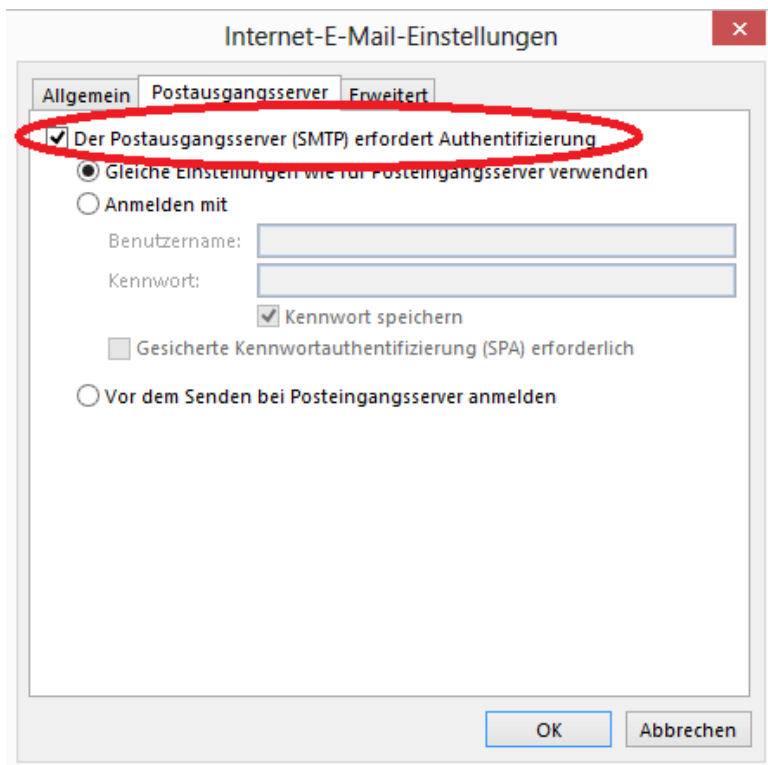 Internet-E-Mail-Einstellungen
Allgemein Postausgangsserver Erweitert
Der Postausgangsserver (SMTP) erfordert Authentifizierung
Gleiche Einstellungen wie für Posteingangsserver verwenden
Anmelden mit
Benutzername:
Kennwort:
Kennwort speichern
Gesicherte Kennwortauthentifizierung (SPA) erforderlich
Vor dem Senden bei Posteingangsserver anmelden
OK Abbrechen